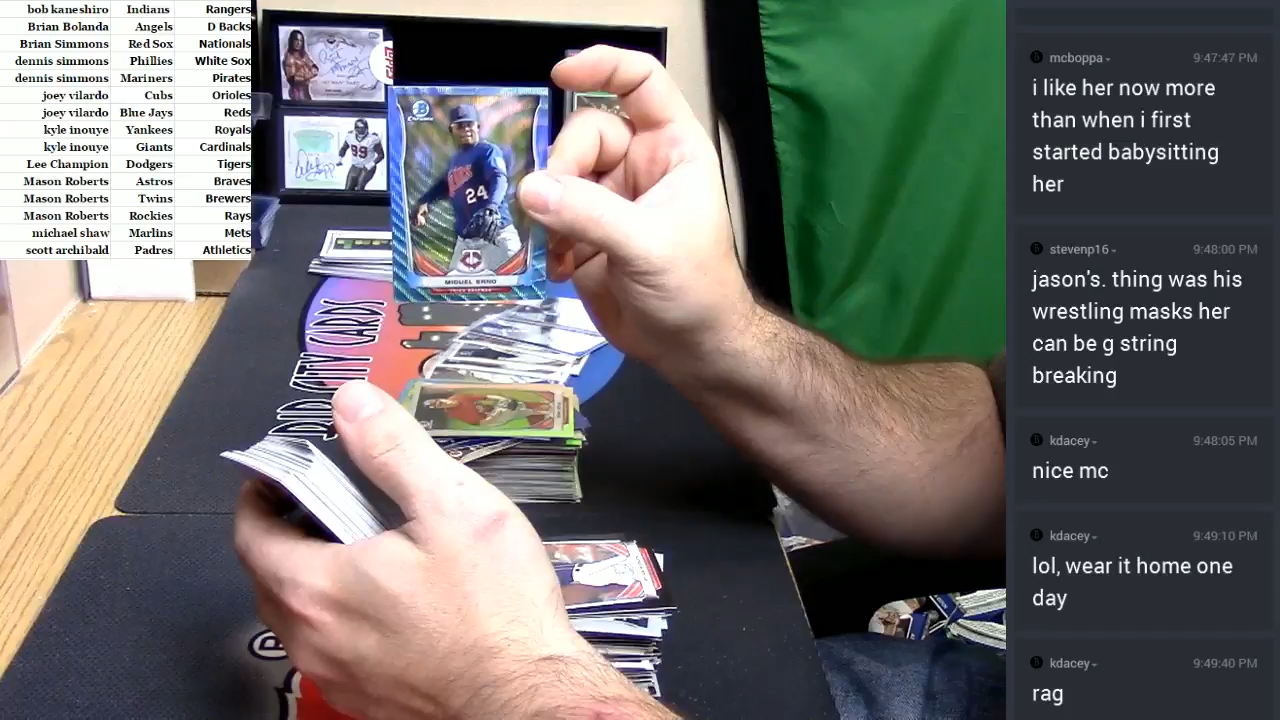 bob kaneshiro Indians Rangers
Brian Bolanda Angels D Backs
Brian Simmons Red Sox Nationals
dennis simmons Phillies White Sox
dennis simmons Mariners Pirates
joey vilardo Cubs Orioles
joey vilardo Blue Jays Reds
kyle inouye Yankees Royals
kyle inouye Giants Cardinals
Lee Champion Dodgers Tigers
Mason Roberts Astros Braves
Mason Roberts Twins Brewers
Mason Roberts Rockies Rays
michael shaw Marlins Mets
scott archibald Padres Athletics
99
B
Chrome
24
MIGUEL SANO
CITY CARDS
mcboppa 9:47:47 PM
i like her now more
than when i first
started babysitting
her
stevenp16 9:48:00 PM
jason's. thing was his
wrestling masks her
can be g string
breaking
kdacey 9:48:05 PM
nice mc
kdacey 9:49:10 PM
lol, wear it home one
day
kdacey 9:49:40 PM
rag